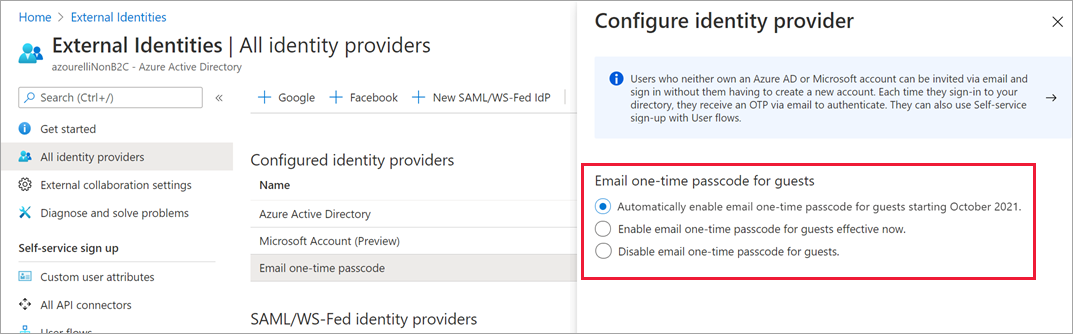 Home > External Identities
External Identities | All identity providers
azourelliNonB2C - Azure Active Directory
Search (Ctrl+/)
«
Get started
All identity providers
External collaboration settings
Diagnose and solve problems
Self-service sign up
Custom user attributes
All API connectors
User flows
+ Google + Facebook + New SAML/WS-Fed IdP
Configured identity providers
Name
Azure Active Directory
Microsoft Account (Preview)
Email one-time passcode
SAML/WS-Fed identity providers
Configure identity provider
Users who neither own an Azure AD or Microsoft account can be invited via email and
sign in without them having to create a new account. Each time they sign-in to your
directory, they receive an OTP via email to authenticate. They can also use Self-service
sign-up with User flows.
Email one-time passcode for guests
Automatically enable email one-time passcode for guests starting October 2021.
Enable email one-time passcode for guests effective now.
Disable email one-time passcode for guests.